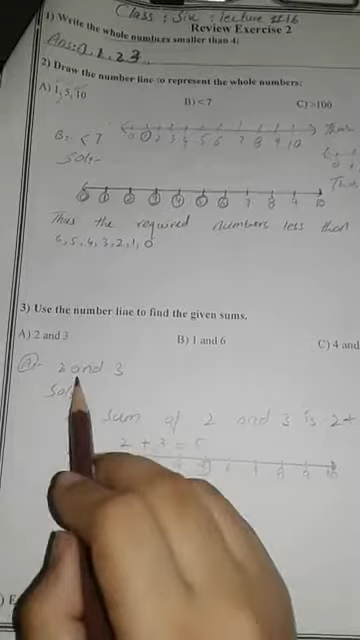 Class : Six : lecture #16
Review Exercise 2
1) Write the whole numbers smaller than 4:
Ans: 0, 1, 2, 3
2) Draw the number line to represent the whole numbers:
A) 1, 5, 10 B) < 7 C) >100
0 1 2 3 4 5 6 7 8 9 10
B:- < 7
Sol:-
0 1 2 3 4 5 6 7 8 9 10
Thus the required numbers less than
6, 5, 4, 3, 2, 1, 0
3) Use the number line to find the given sums.
A) 2 and 3 B) 1 and 6 C) 4 and
A:- 2 and 3
Sum of 2 and 3 is 2+
2 + 3 = 5
7 8 9 10